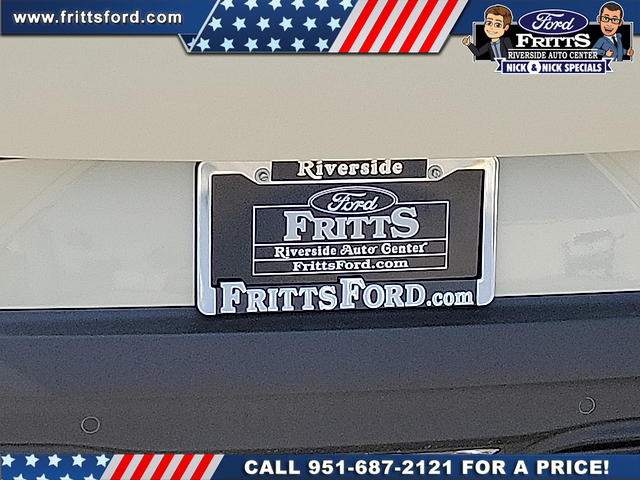 www.frittsford.com
Ford
FRITTS
RIVERSIDE AUTO CENTER
NICK & NICK SPECIALS
Riverside
Ford
FRITTS
Riverside Auto Center
FrittsFord.com
FRITTSFORD.com
CALL 951-687-2121 FOR A PRICE!